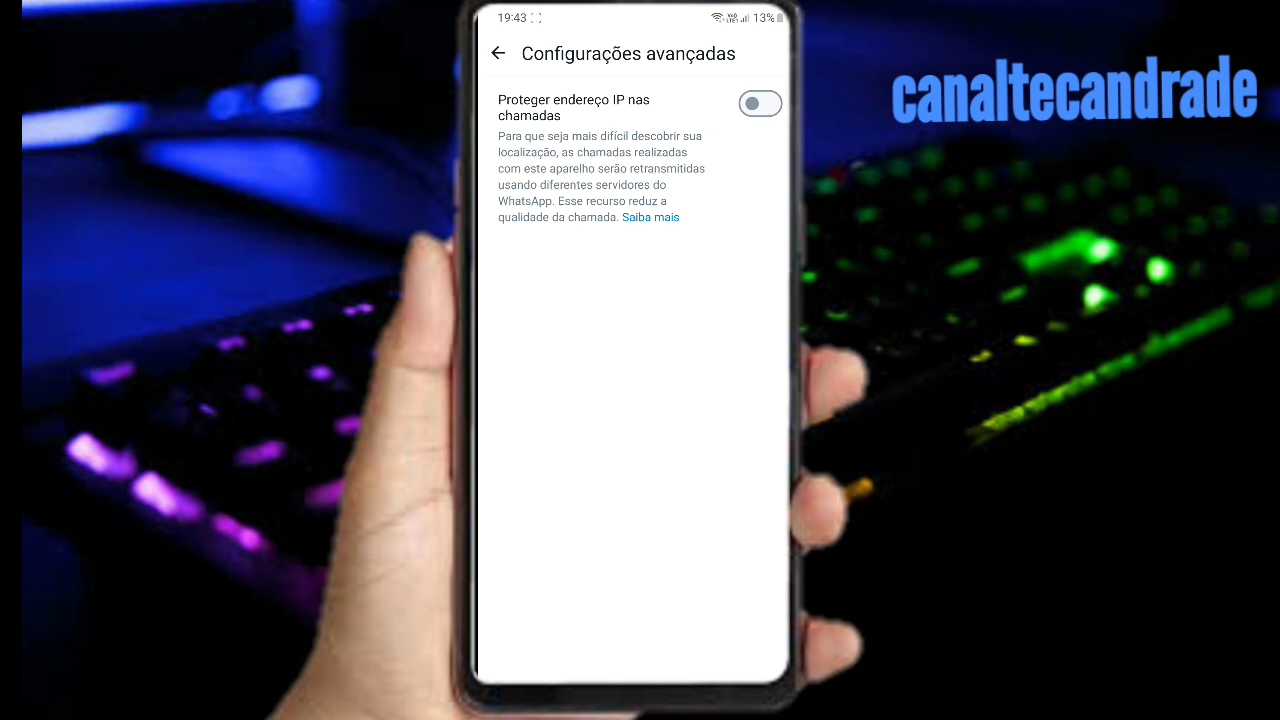 19:43
13%
canaltecandrade
Configurações avançadas
Proteger endereço IP nas
chamadas
Para que seja mais difícil descobrir sua
localização, as chamadas realizadas
com este aparelho serão retransmitidas
usando diferentes servidores do
WhatsApp. Esse recurso reduz a
qualidade da chamada. Saiba mais